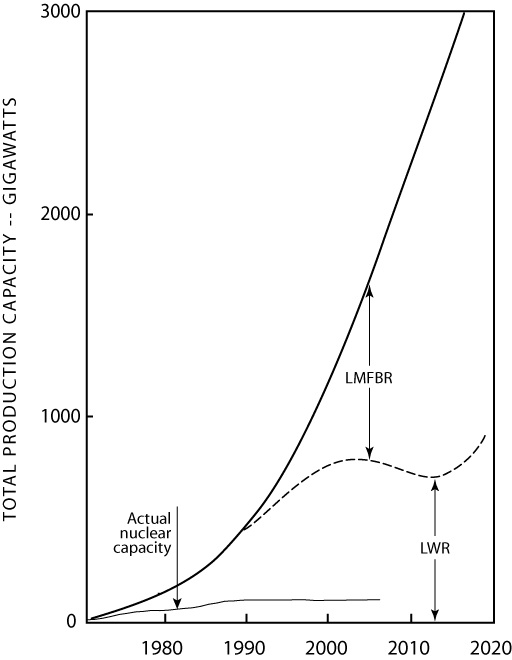 TOTAL PRODUCTION CAPACITY -- GIGAWATTS
3000
2000
1000
0
LMFBR
Actual
nuclear
capacity
LWR
1980
1990
2000
2010
2020